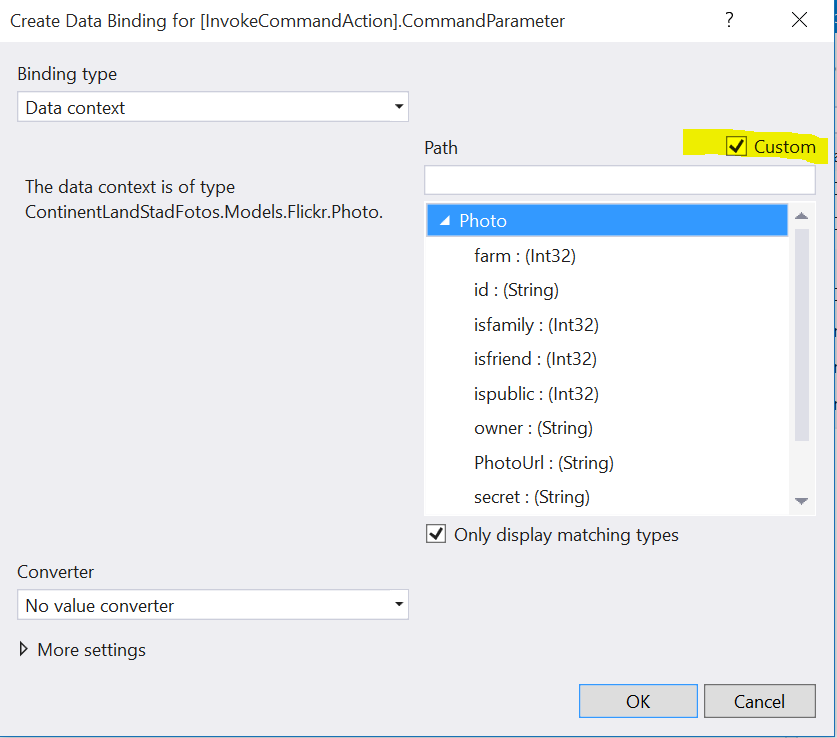 Create Data Binding for [InvokeCommandAction].CommandParameter
?
Binding type
Data context
Path
Custom
The data context is of type
ContinentLandStadFotos.Models.Flickr.Photo.
Photo
farm : (Int32)
id : (String)
isfamily : (Int32)
isfriend : (Int32)
ispublic : (Int32)
owner : (String)
PhotoUrl : (String)
secret : (String)
Only display matching types
Converter
No value converter
More settings
OK
Cancel